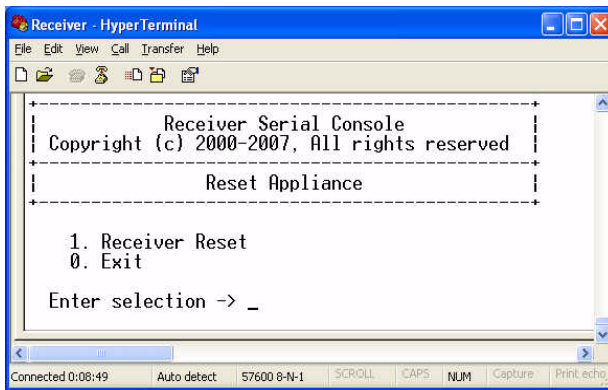 Receiver - HyperTerminal
File Edit View Call Transfer Help
Receiver Serial Console
Copyright (c) 2000-2007, All rights reserved
Reset Appliance
1. Receiver Reset
0. Exit
Enter selection -> _
Connected 0:08:49 Auto detect 57600 8-N-1 SCROLL CAPS NUM Capture Print echo